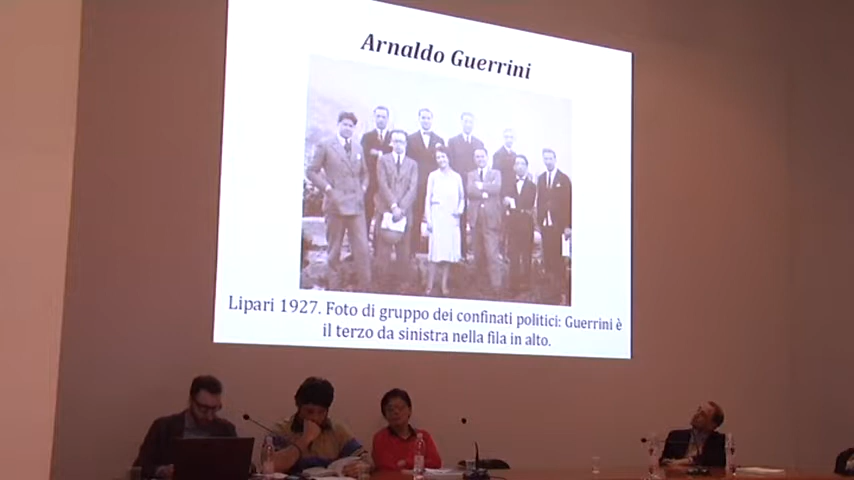 Arnaldo Guerrini
Lipari 1927. Foto di gruppo dei confinati politici: Guerrini è
il terzo da sinistra nella fila in alto.